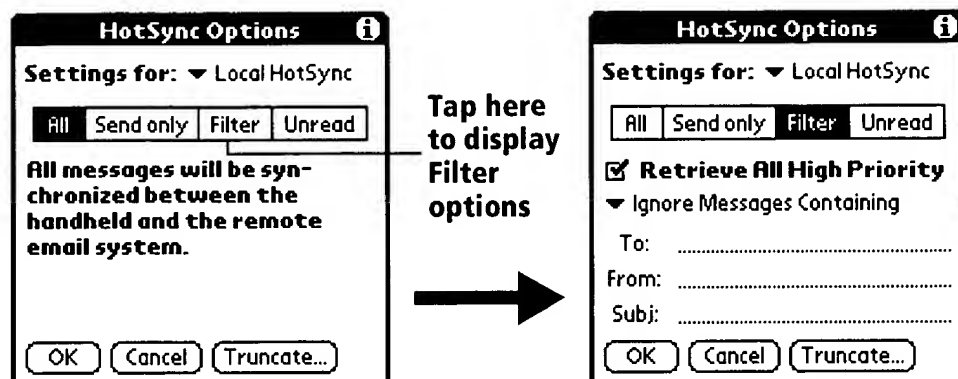 HotSync Options
Settings for: Local HotSync
All Send only Filter Unread
All messages will be syn-
chronized between the
handheld and the remote
email system.
OK Cancel Truncate...
Tap here
to display
Filter
options
HotSync Options
Settings for: Local HotSync
All Send only Filter Unread
Retrieve All High Priority
Ignore Messages Containing
To:
From:
Subj:
OK Cancel Truncate...